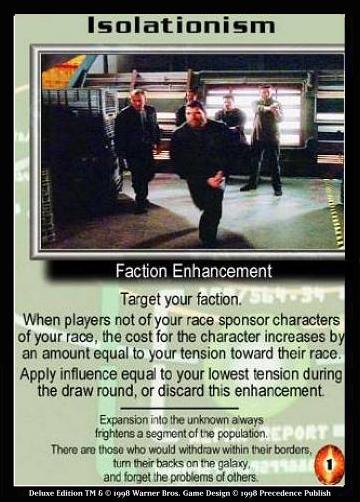 Isolationism
Faction Enhancement
Target your faction.
When players not of your race sponsor characters
of your race, the cost for the character increases by
an amount equal to your tension toward their race.
Apply influence equal to your lowest tension during
the draw round, or discard this enhancement.
Expansion into the unknown always
frightens a segment of the population.
There are those who would withdraw within their borders,
turn their backs on the galaxy,
and forget the problems of others.
1
Deluxe Edition TM & © 1998 Warner Bros. Game Design © 1998 Precedence Publish